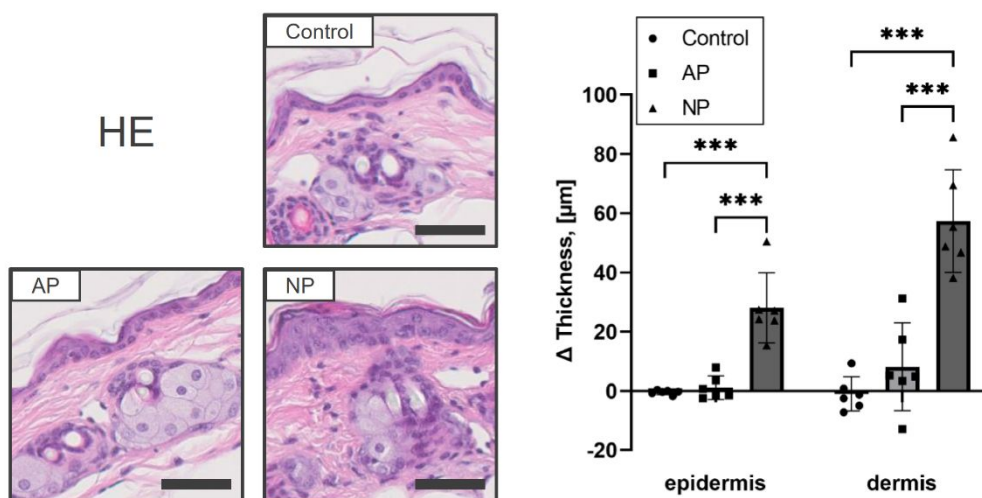 Control
HE
AP
NP
Control
AP
NP
Δ Thickness, [µm]
100
80
60
40
20
0
-20
***
***
***
***
epidermis
dermis